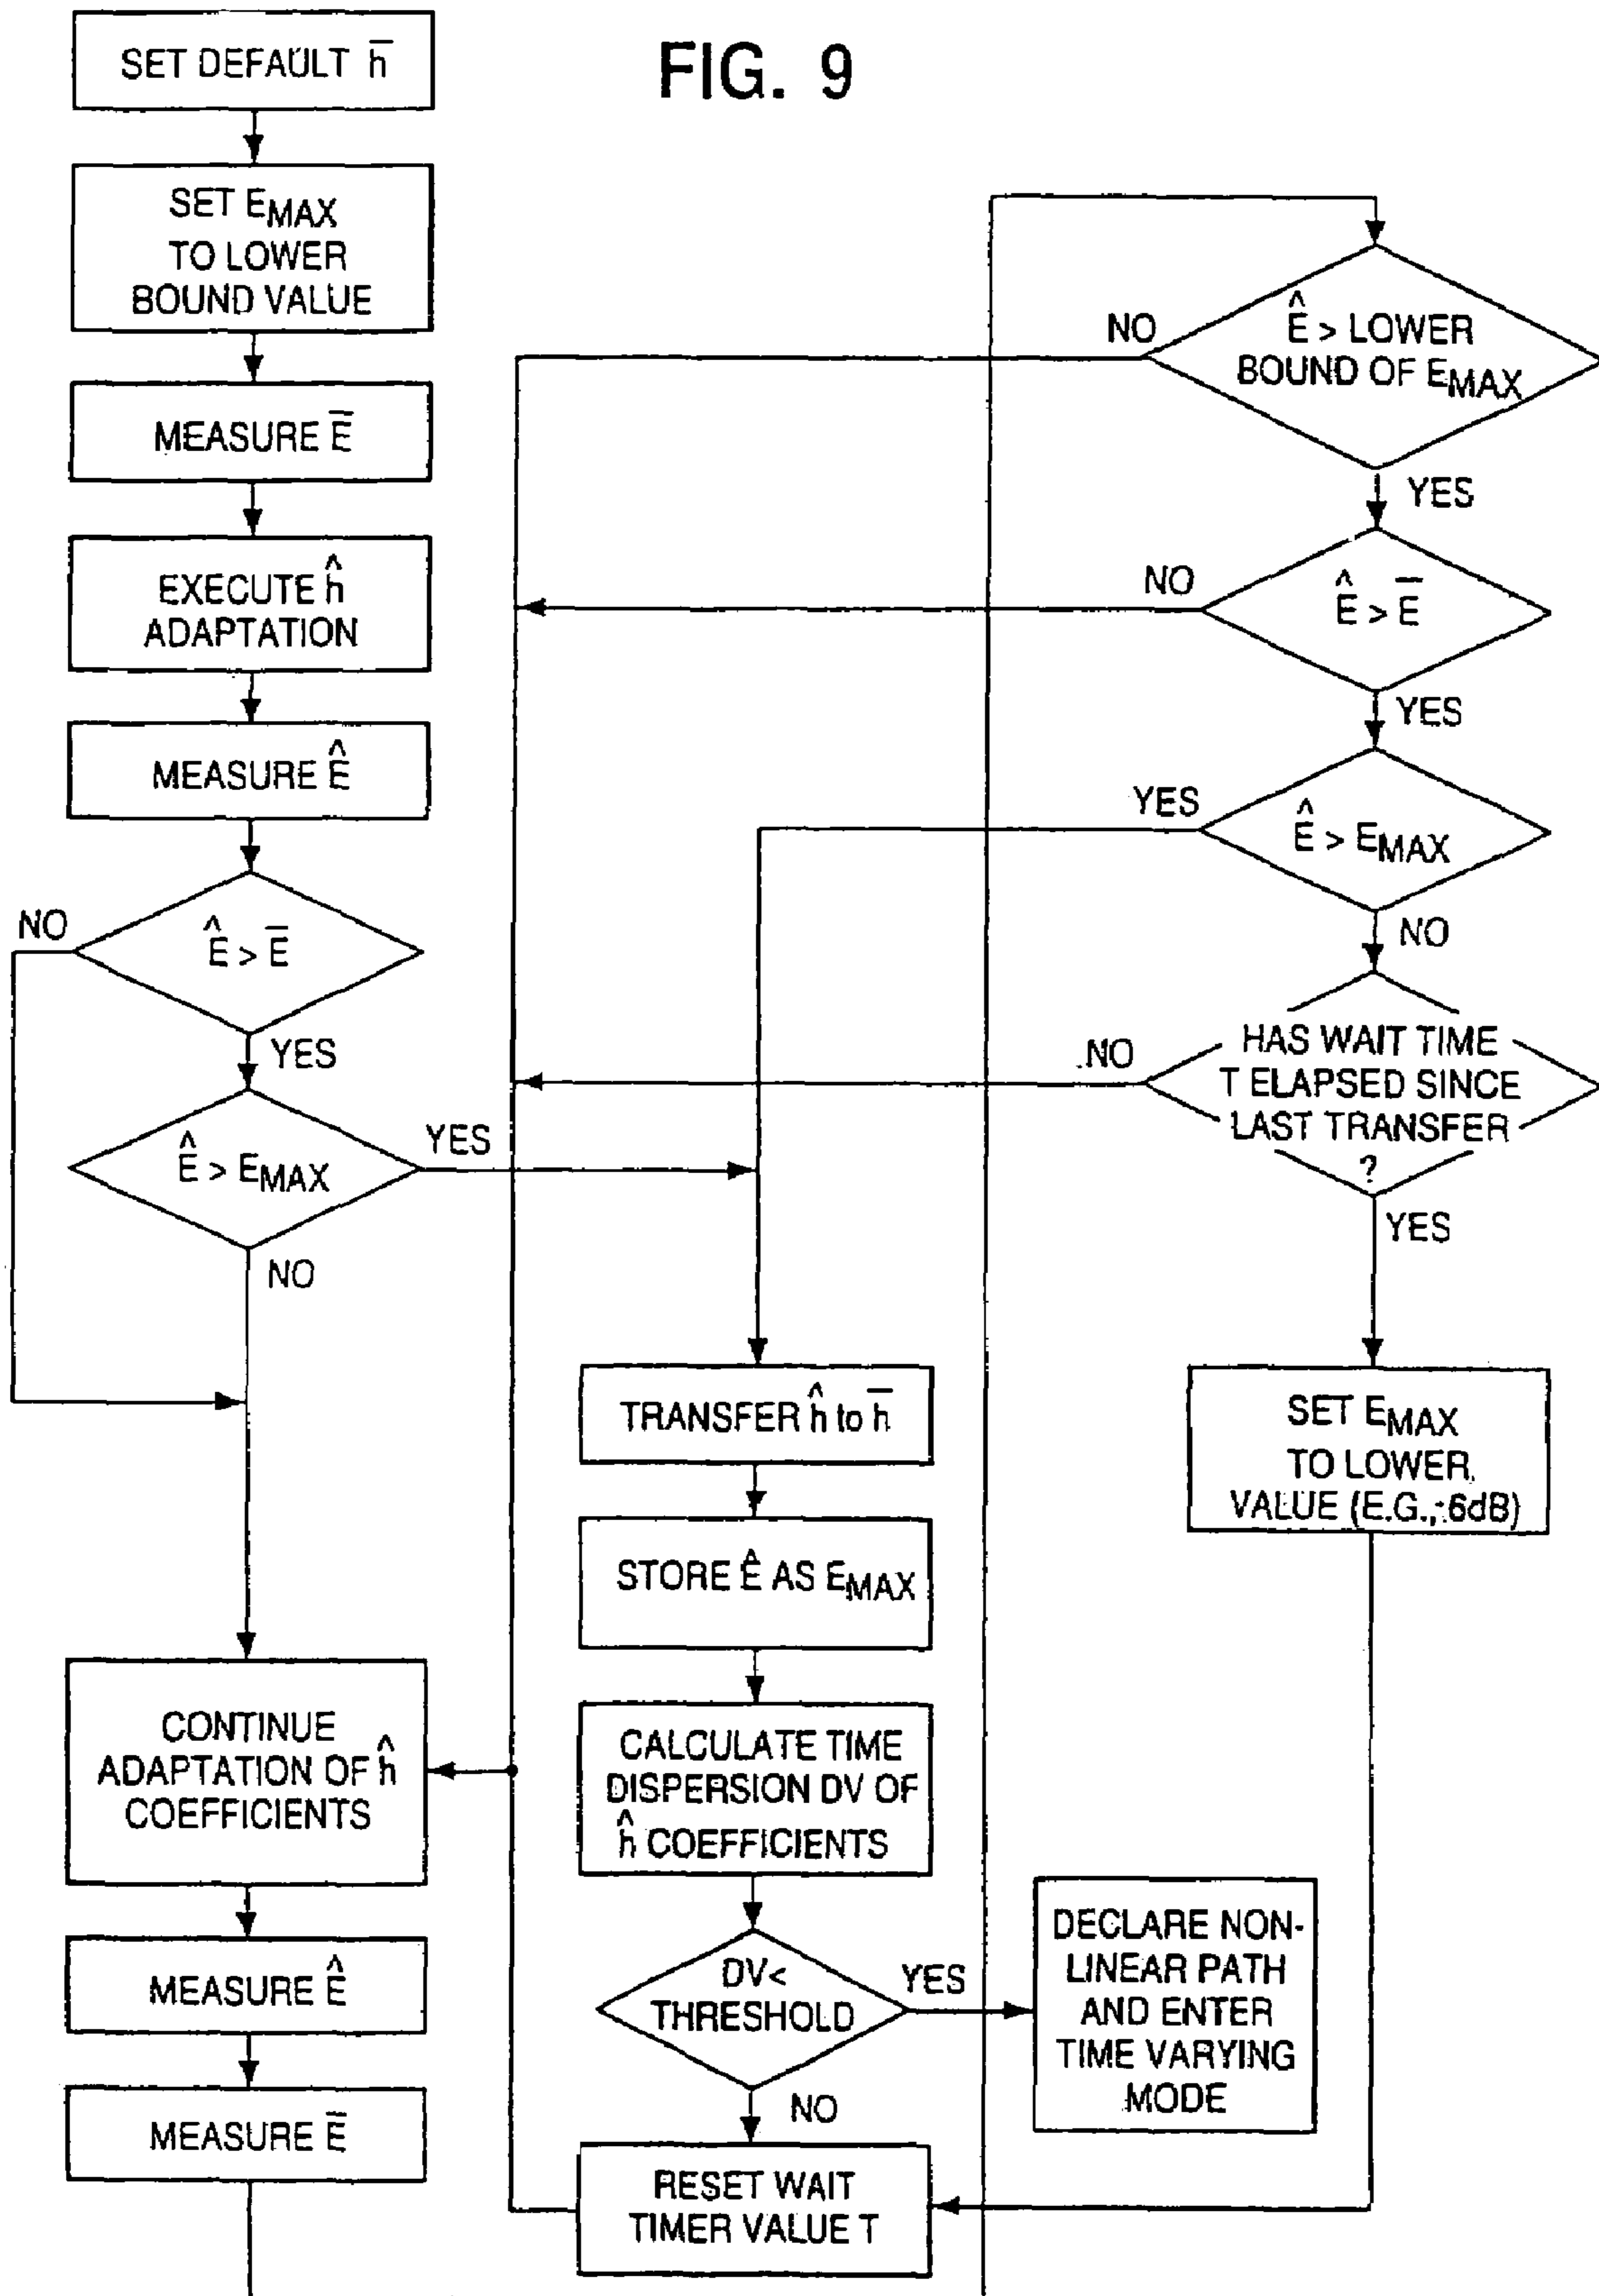 FIG. 9
SET DEFAULT h̅
SET EMAX
TO LOWER
BOUND VALUE
MEASURE E̅
EXECUTE ĥ
ADAPTATION
MEASURE Ê
Ê > E̅
NO
YES
Ê > EMAX
YES
NO
CONTINUE
ADAPTATION OF ĥ
COEFFICIENTS
MEASURE Ê
MEASURE E̅
Ê > LOWER
BOUND OF EMAX
NO
YES
Ê > E̅
NO
YES
Ê > EMAX
YES
NO
HAS WAIT TIME
T ELAPSED SINCE
LAST TRANSFER
?
NO
YES
SET EMAX
TO LOWER
VALUE (E.G., 6dB)
TRANSFER ĥ to h̅
STORE Ê AS EMAX
CALCULATE TIME
DISPERSION DV OF
ĥ COEFFICIENTS
DV<
THRESHOLD
YES
NO
DECLARE NON-
LINEAR PATH
AND ENTER
TIME VARYING
MODE
RESET WAIT
TIMER VALUE T